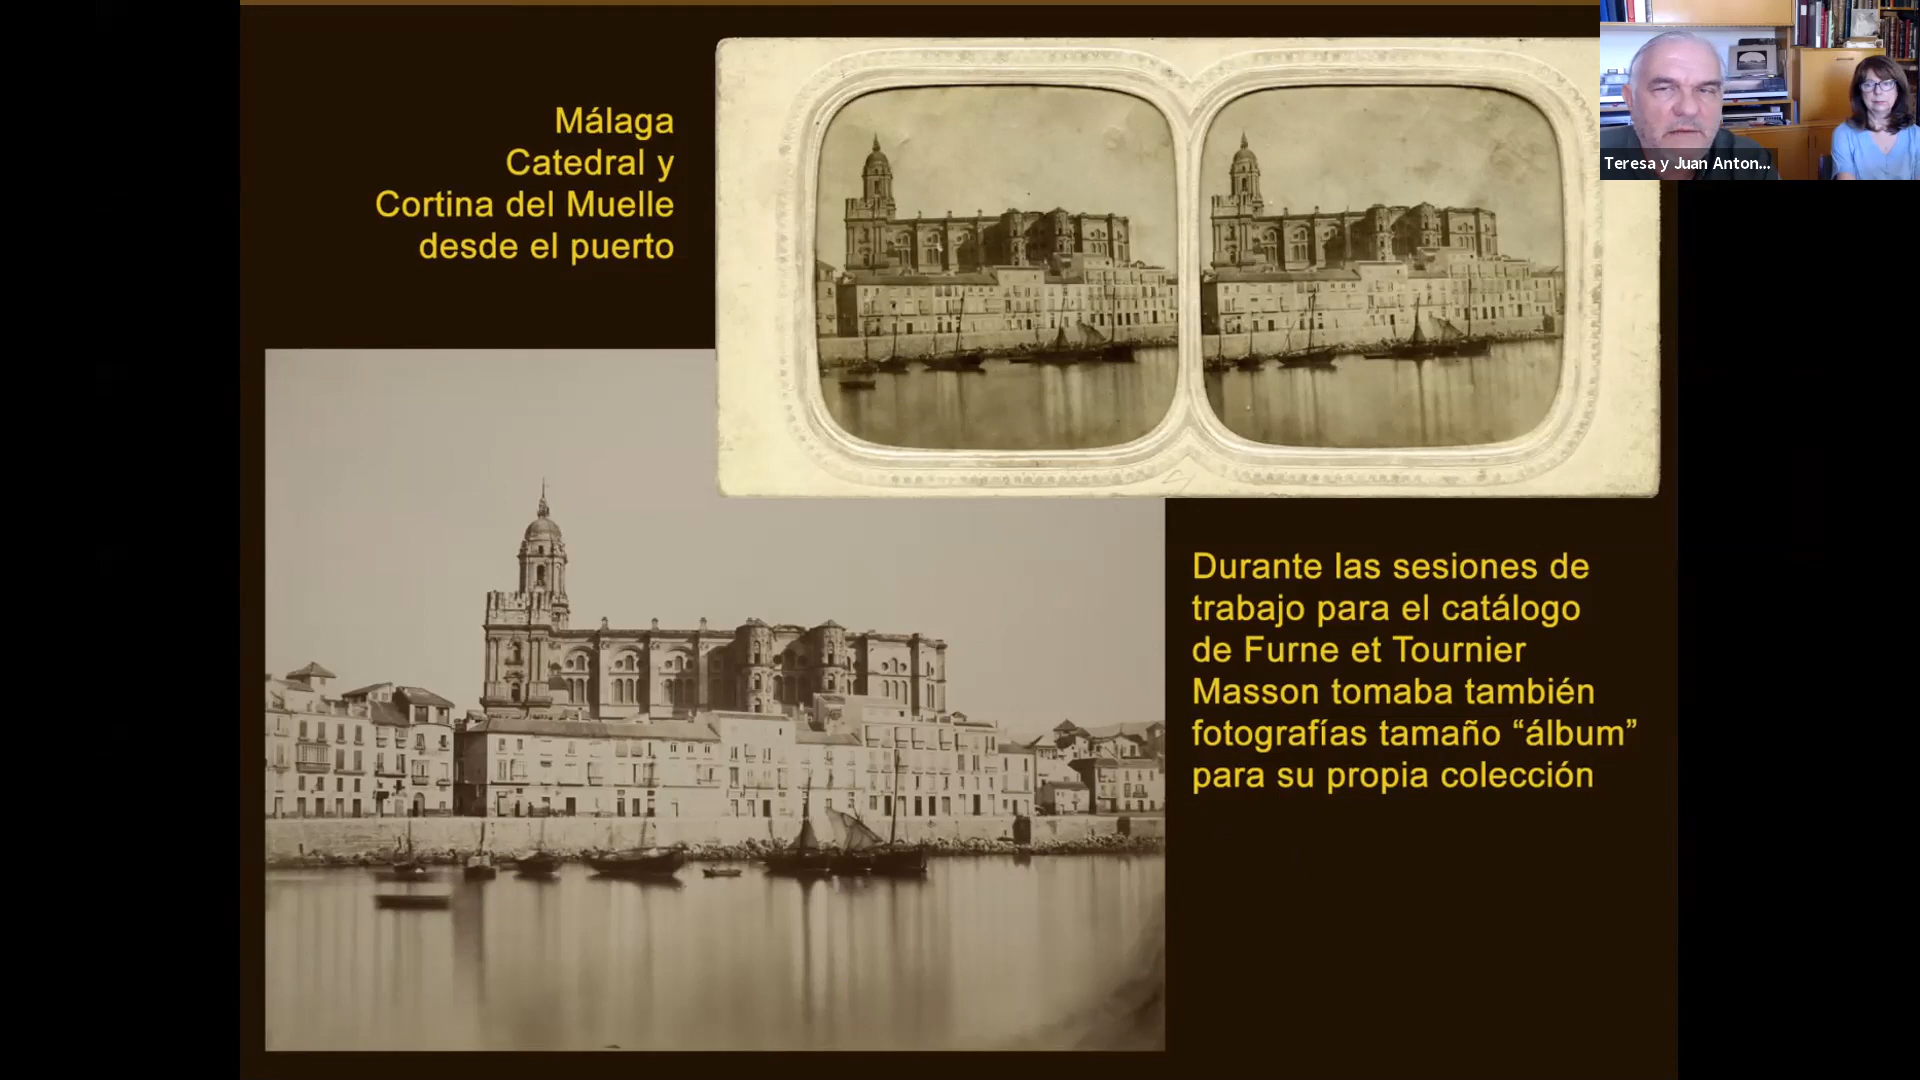 Málaga
Catedral y
Cortina del Muelle
desde el puerto
Teresa y Juan Anton...
Durante las sesiones de
trabajo para el catálogo
de Furne et Tournier
Masson tomaba también
fotografías tamaño “álbum”
para su propia colección